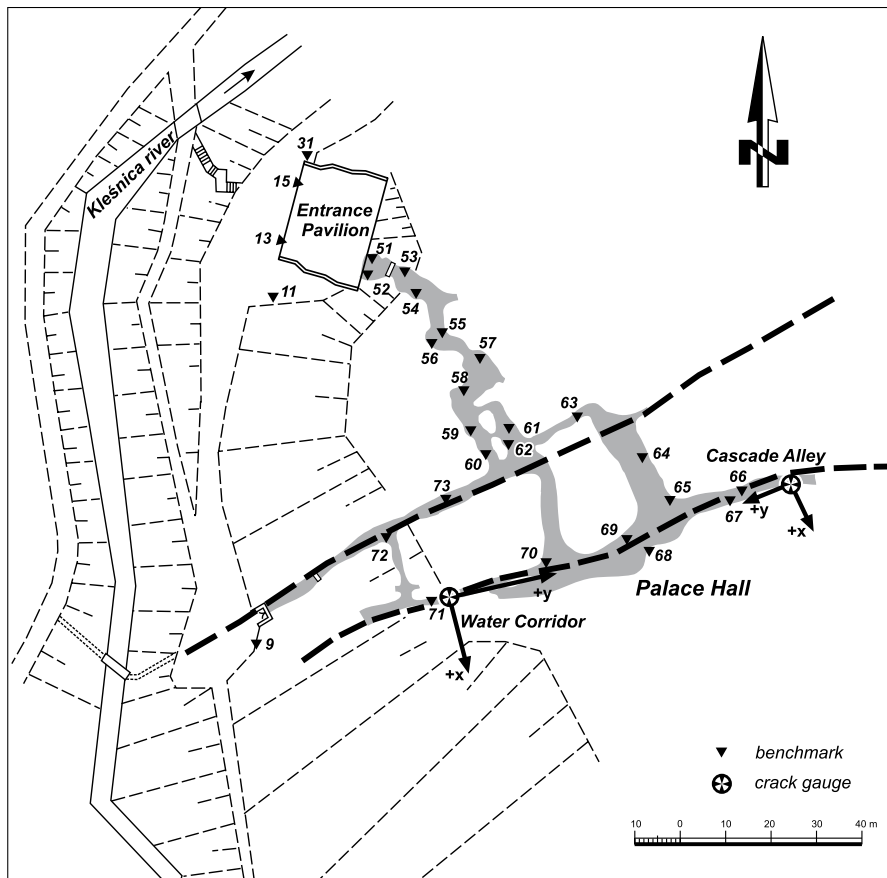 N
Kleśnica river
31
15
Entrance
Pavilion
13
51
53
52
11
54
55
56
57
58
63
59
61
62
60
64
Cascade Alley
73
65
66
67
+y
+x
72
69
70
68
+y
Palace Hall
71
Water Corridor
9
+x
benchmark
crack gauge
10 0 10 20 30 40 m